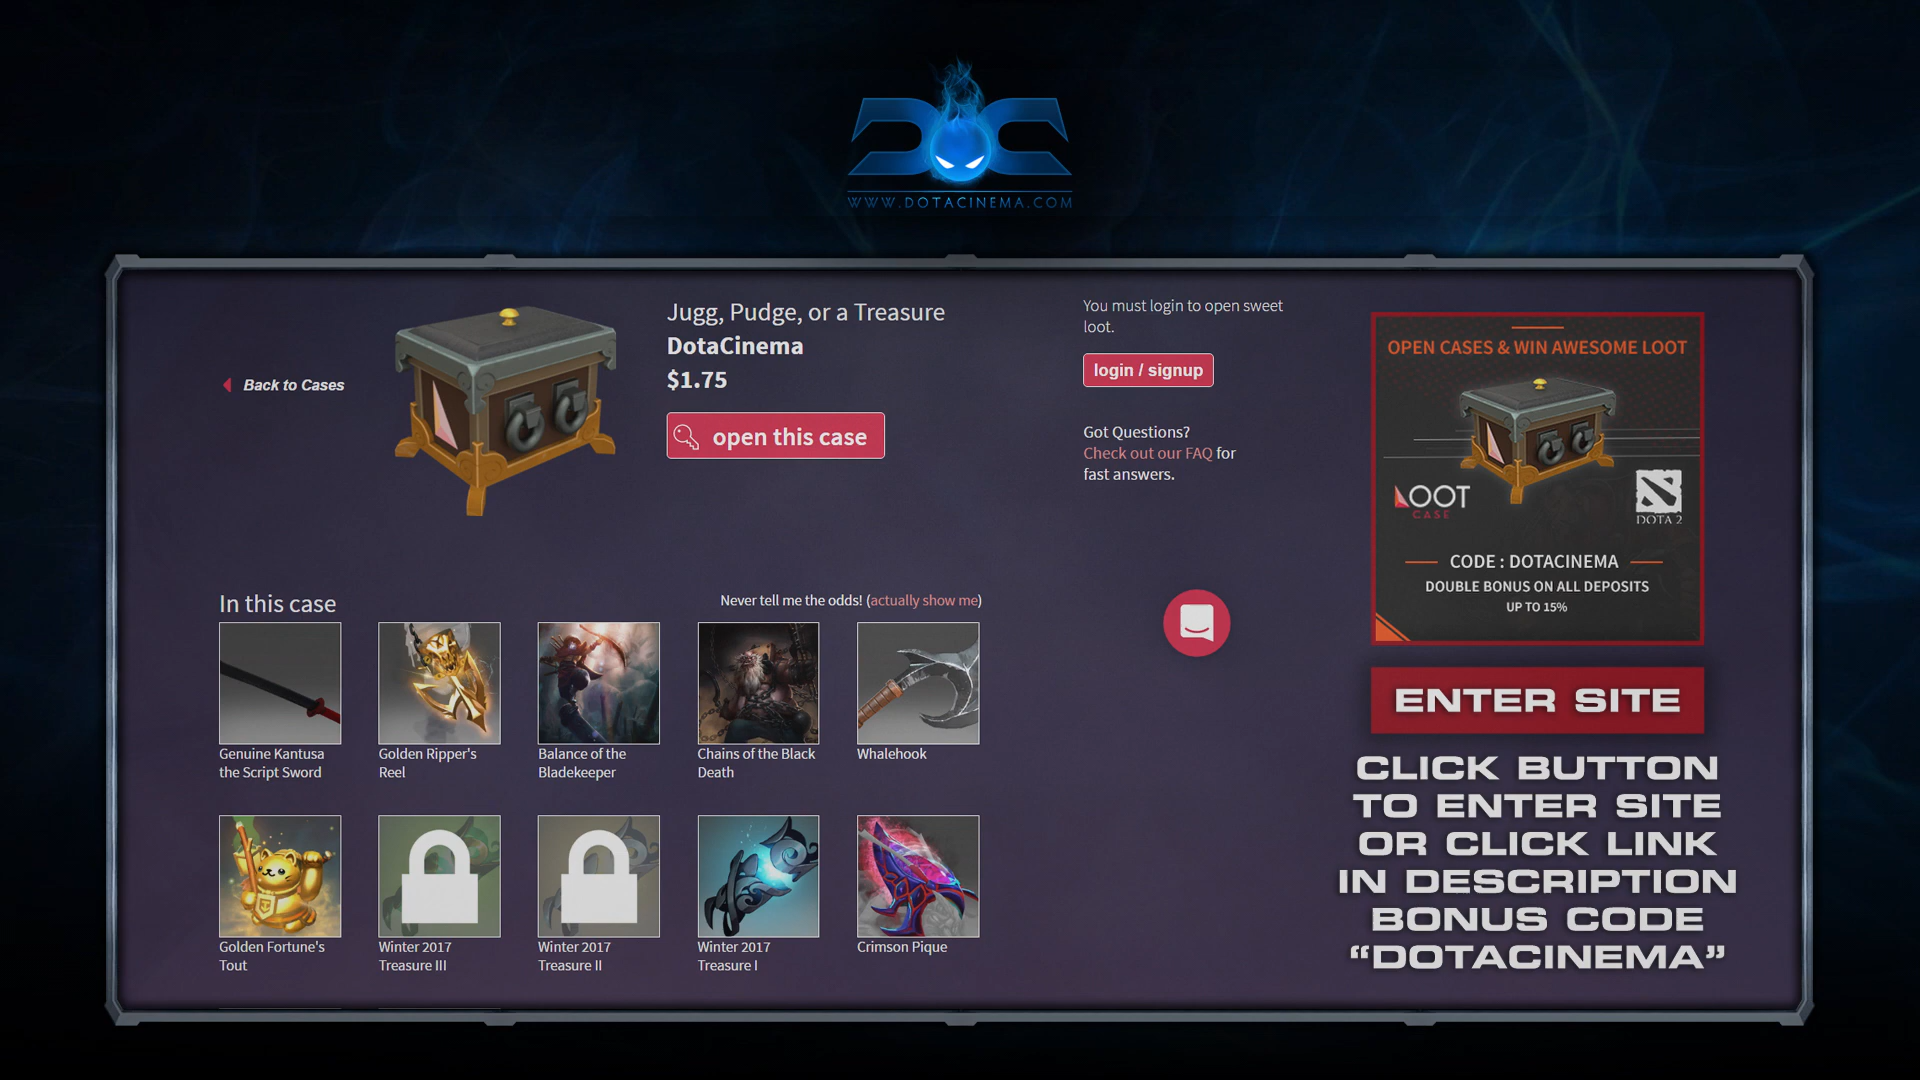 WWW.DOTACINEMA.COM
Back to Cases
Jugg, Pudge, or a Treasure
DotaCinema
$1.75
open this case
You must login to open sweet
loot.
login / signup
Got Questions?
Check out our FAQ for
fast answers.
OPEN CASES & WIN AWESOME LOOT
LOOT
CASE
DOTA 2
CODE : DOTACINEMA
DOUBLE BONUS ON ALL DEPOSITS
UP TO 15%
In this case
Never tell me the odds! (actually show me)
Genuine Kantusa
the Script Sword
Golden Ripper's
Reel
Balance of the
Bladekeeper
Chains of the Black
Death
Whalehook
Golden Fortune's
Tout
Winter 2017
Treasure III
Winter 2017
Treasure II
Winter 2017
Treasure I
Crimson Pique
ENTER SITE
CLICK BUTTON
TO ENTER SITE
OR CLICK LINK
IN DESCRIPTION
BONUS CODE
“DOTACINEMA”